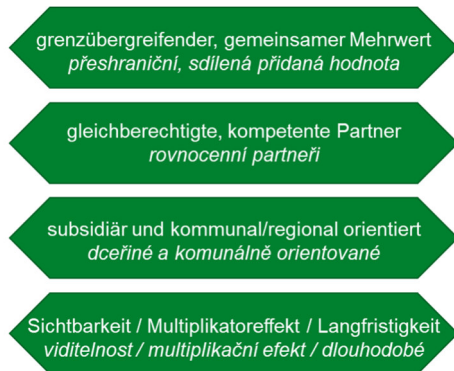 grenzübergreifender, gemeinsamer Mehrwert
přeshraniční, sdílená přidaná hodnota
gleichberechtigte, kompetente Partner
rovnocenní partneři
subsidiär und kommunal/regional orientiert
dceřiné a komunálně orientované
Sichtbarkeit / Multiplikatoreffekt / Langfristigkeit
viditelnost / multiplikační efekt / dlouhodobé